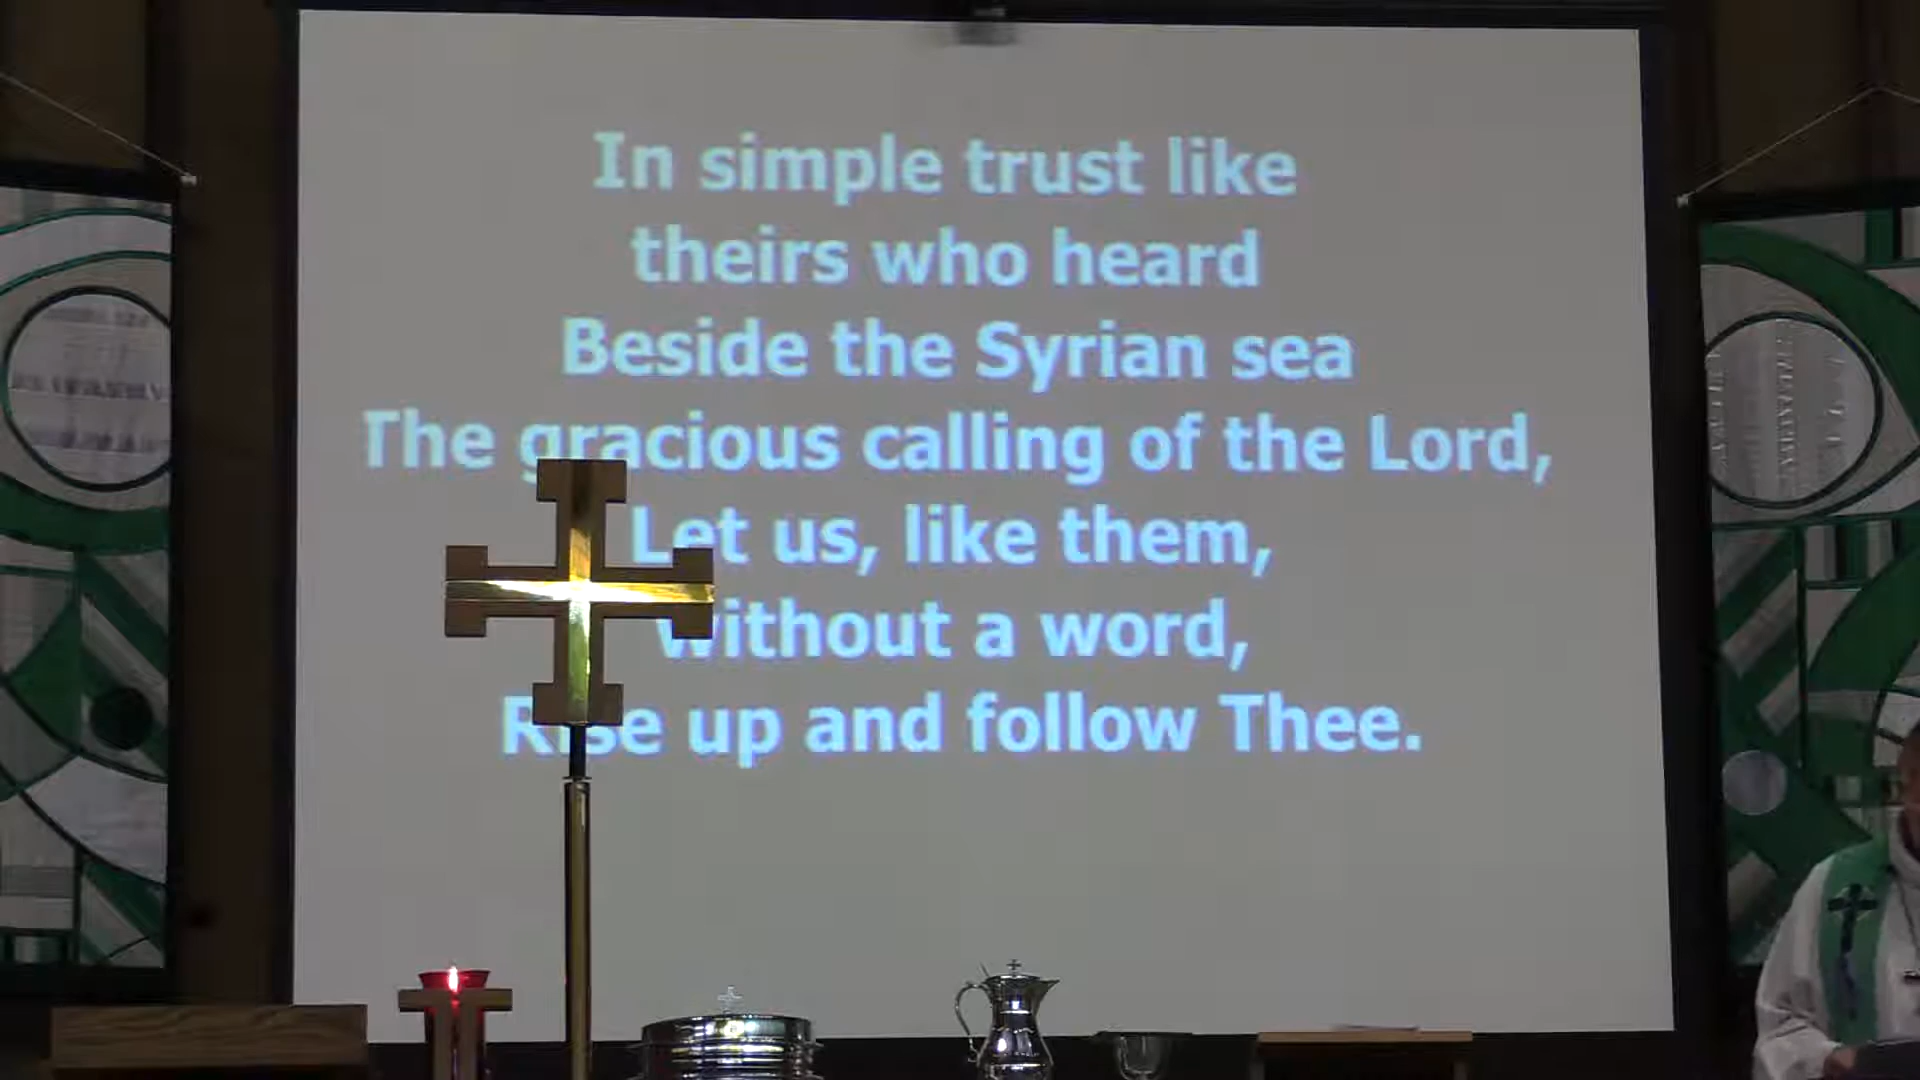 In simple trust like
theirs who heard
Beside the Syrian sea
The gracious calling of the Lord,
Let us, like them,
without a word,
Rise up and follow Thee.